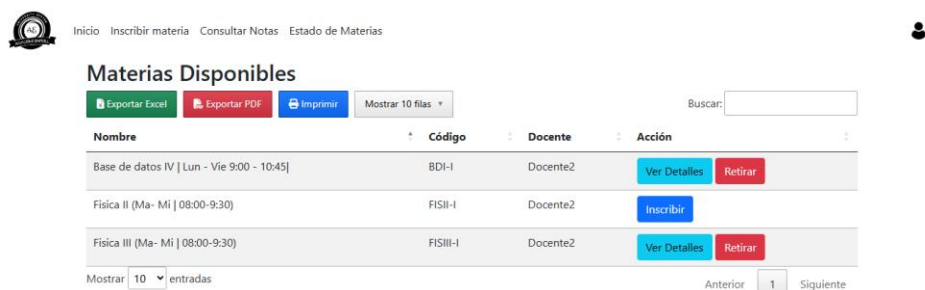 Inicio Inscribir materia Consultar Notas Estado de Materias
Materias Disponibles
Exportar Excel Exportar PDF Imprimir Mostrar 10 filas Buscar:
Nombre Código Docente Acción
Base de datos IV | Lun - Vie 9:00 - 10:45| BDI-I Docente2 Ver Detalles Retirar
Fisica II (Ma- Mi | 08:00-9:30) FISII-I Docente2 Inscribir
Fisica III (Ma- Mi | 08:00-9:30) FISIII-I Docente2 Ver Detalles Retirar
Mostrar 10 entradas Anterior 1 Siguiente